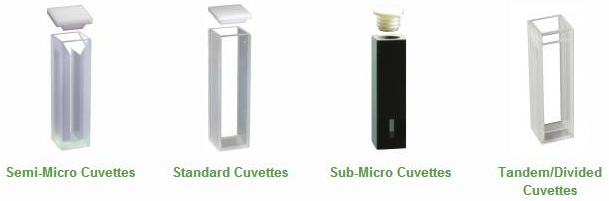 Semi-Micro Cuvettes
Standard Cuvettes
Sub-Micro Cuvettes
Tandem/Divided
Cuvettes